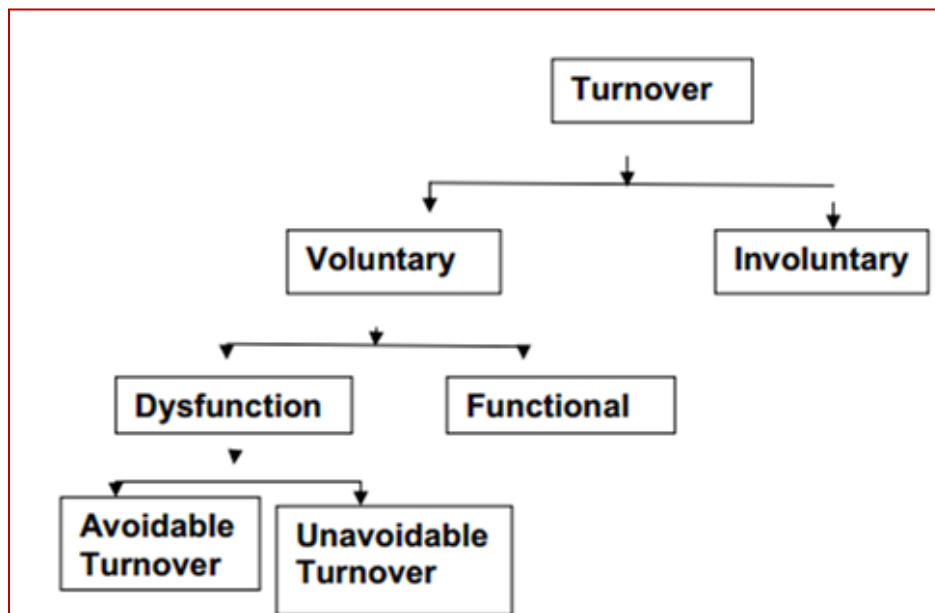 Turnover
Voluntary
Involuntary
Dysfunction
Functional
Avoidable
Turnover
Unavoidable
Turnover